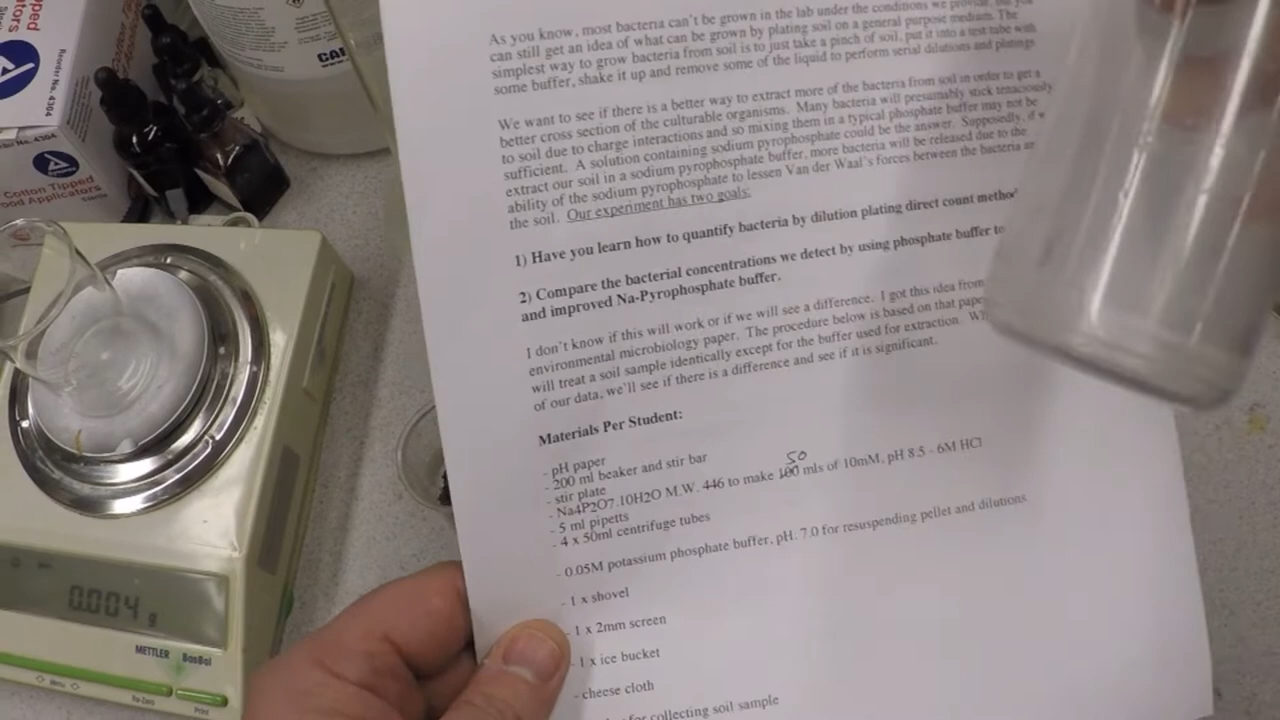 As you know, most bacteria can't be grown in the lab under the conditions we provide, but you
can still get an idea of what can be grown by plating soil on a general purpose medium. The
simplest way to grow bacteria from soil is to just take a pinch of soil, put it into a test tube with
some buffer, shake it up and remove some of the liquid to perform serial dilutions and platings
We want to see if there is a better way to extract more of the bacteria from soil in order to get a
better cross section of the culturable organisms. Many bacteria will presumably stick tenaciously
to soil due to charge interactions and so mixing them in a typical phosphate buffer may not be
sufficient. A solution containing sodium pyrophosphate could be the answer. Supposedly, if w
extract our soil in a sodium pyrophosphate buffer, more bacteria will be released due to the
ability of the sodium pyrophosphate to lessen Van der Waal's forces between the bacteria an
the soil. Our experiment has two goals:
1) Have you learn how to quantify bacteria by dilution plating direct count method
2) Compare the bacterial concentrations we detect by using phosphate buffer to
and improved Na-Pyrophosphate buffer.
I don't know if this will work or if we will see a difference. I got this idea from
environmental microbiology paper. The procedure below is based on that pape
will treat a soil sample identically except for the buffer used for extraction. Wi
of our data, we'll see if there is a difference and see if it is significant.
Materials Per Student:
- pH paper
- 200 ml beaker and stir bar
- stir plate
50
- Na4P2O7.10H2O M.W. 446 to make 100 mls of 10mM, pH 8.5 - 6M HCl
- 5 ml pipetts
- 4 x 50ml centrifuge tubes
- 0.05M potassium phosphate buffer, pH. 7.0 for resuspending pellet and dilutions
- 1 x shovel
- 1 x 2mm screen
- 1 x ice bucket
- cheese cloth
for collecting soil sample
Reorder No. 4304
Cotton Tipped
ood Applicators
CAL
0.004 g
METTLER BasBal
Menu
Re-Zero
Print